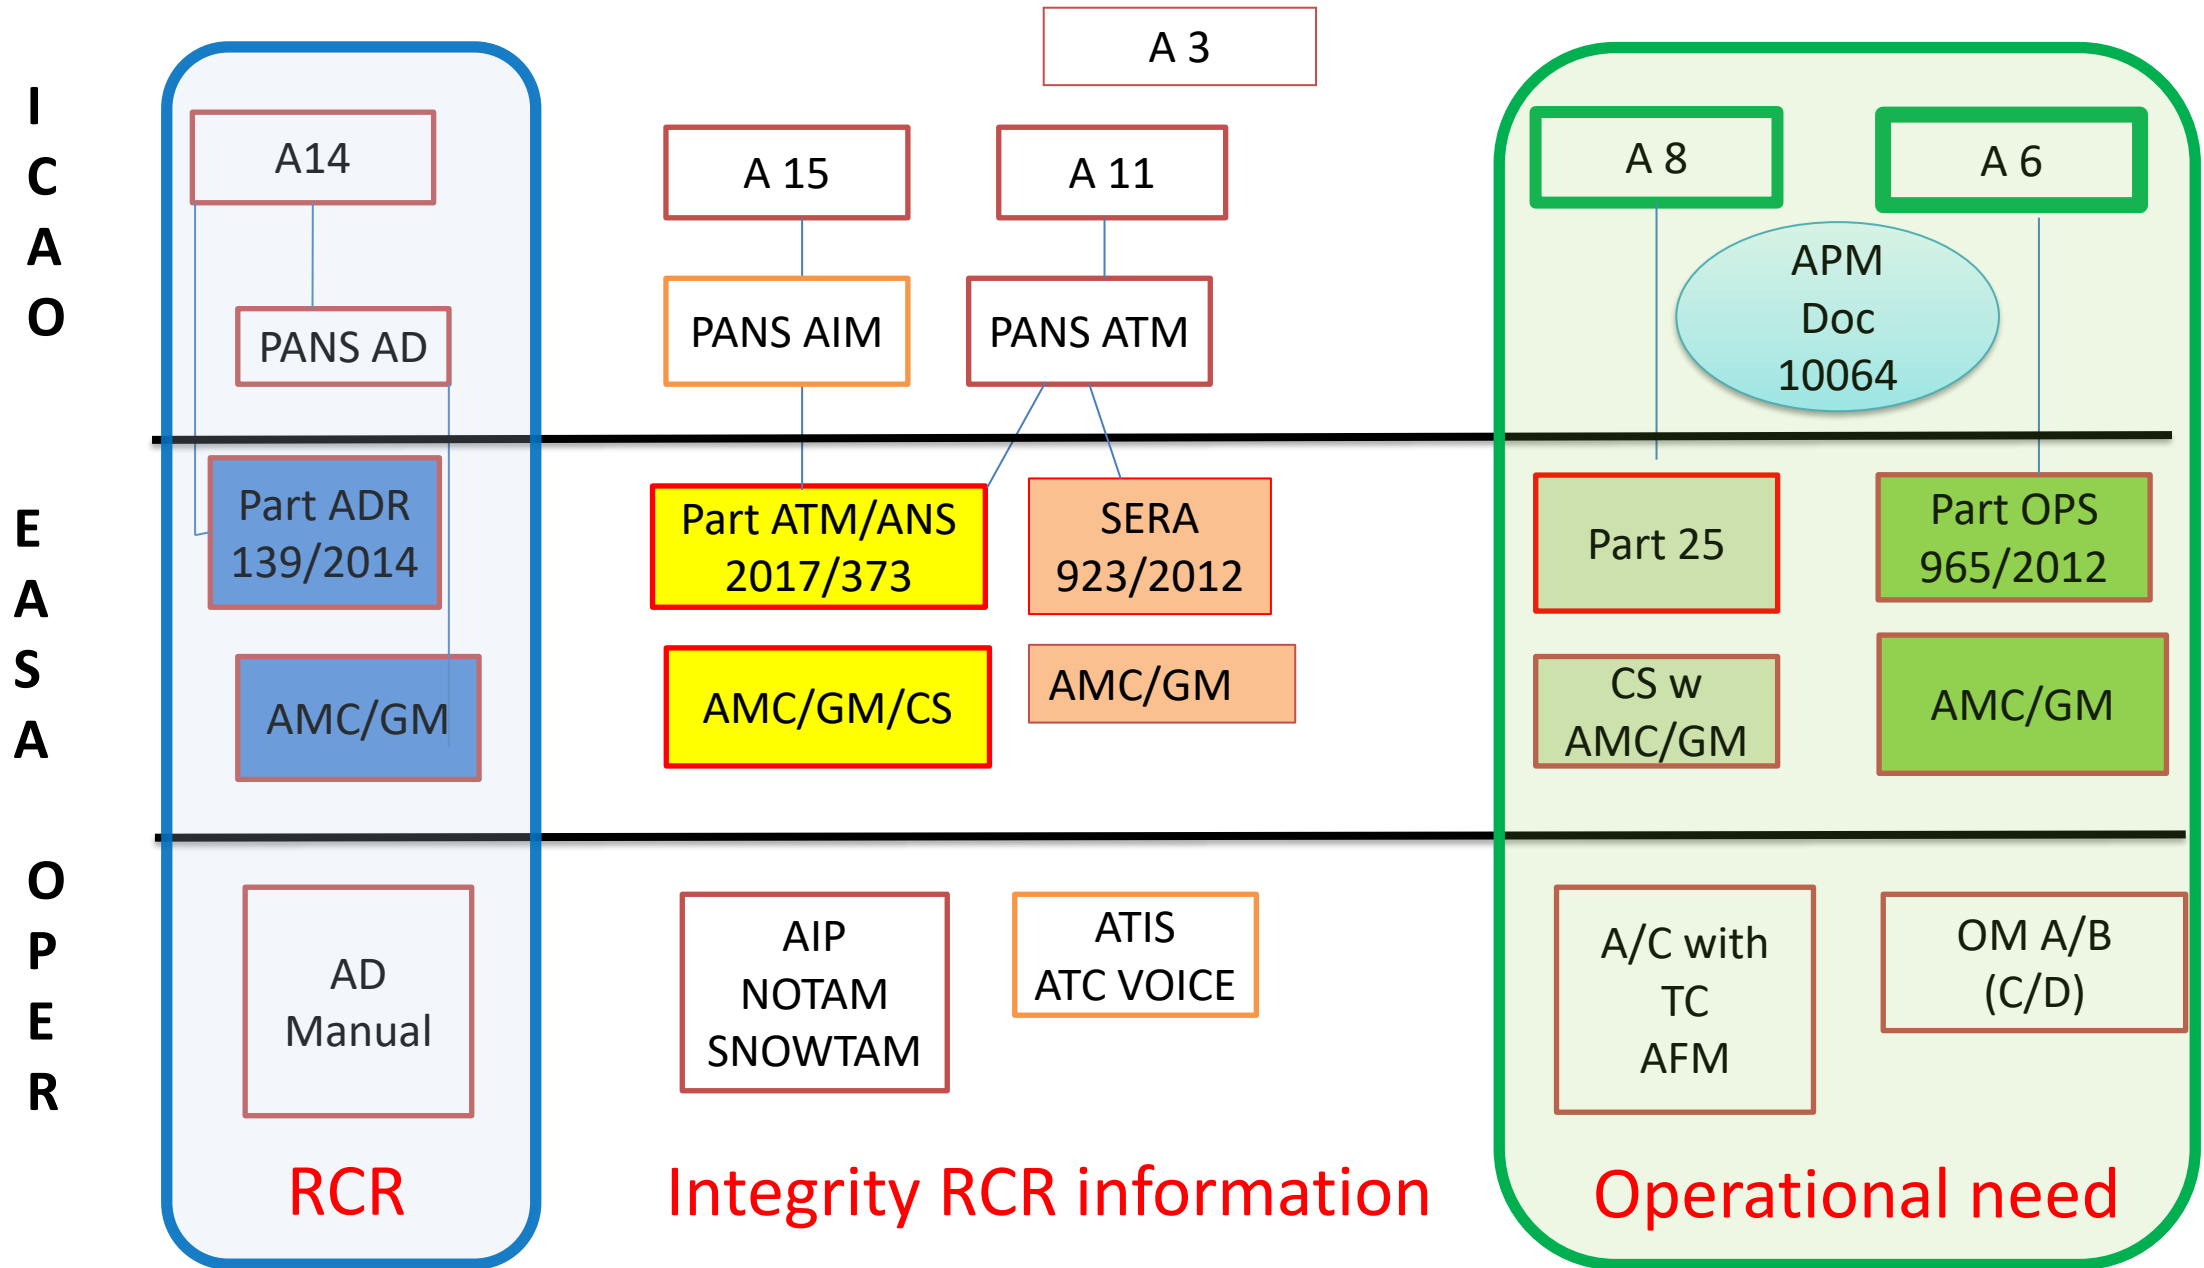 I
C
A
O
A 3
A14
A 15
A 11
A 8
A 6
PANS AD
PANS AIM
PANS ATM
APM
Doc
10064
E
A
S
A
Part ADR
139/2014
Part ATM/ANS
2017/373
SERA
923/2012
Part 25
Part OPS
965/2012
AMC/GM
AMC/GM/CS
AMC/GM
CS w
AMC/GM
AMC/GM
O
P
E
R
AD
Manual
AIP
NOTAM
SNOWTAM
ATIS
ATC VOICE
A/C with
TC
AFM
OM A/B
(C/D)
RCR
Integrity RCR information
Operational need